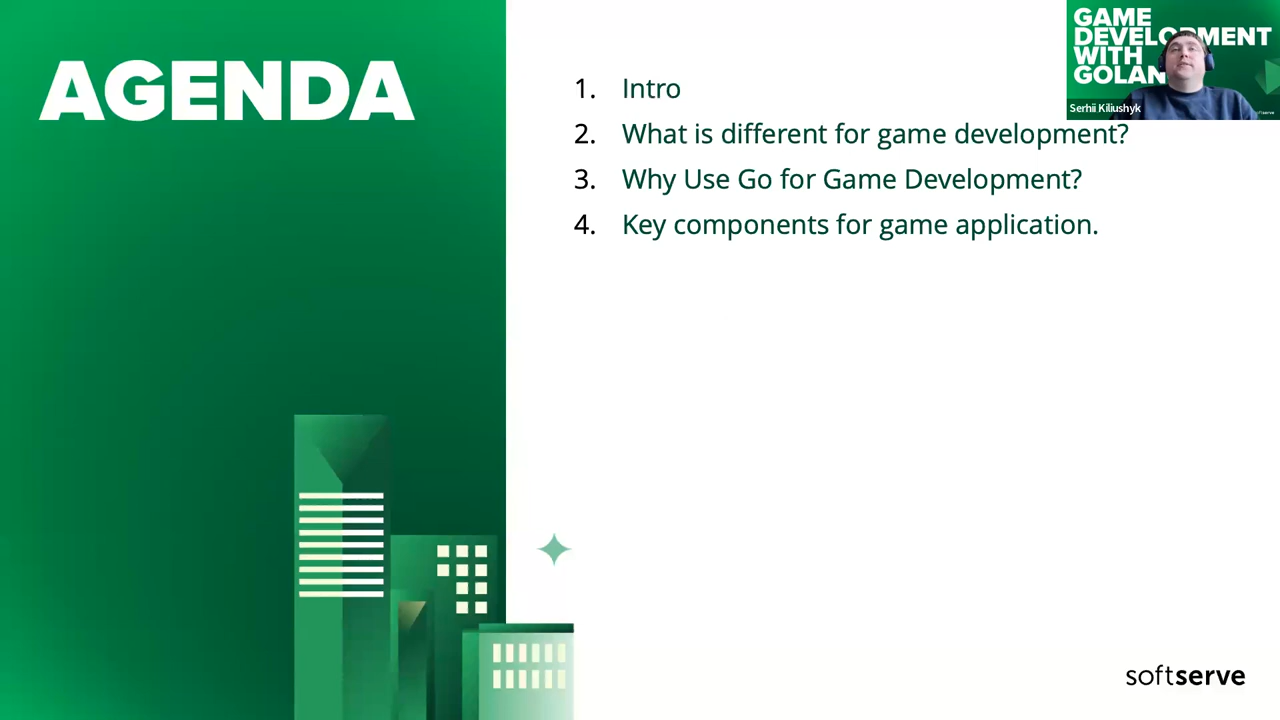 AGENDA
1. Intro
2. What is different for game development?
3. Why Use Go for Game Development?
4. Key components for game application.
GAME
DEVELOPMENT
WITH
GOLAN
Serhii Kiliushyk
softserve